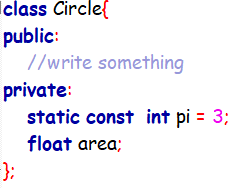 class Circle{
public:
//write something
private:
static const  int pi = 3;
float area;
};